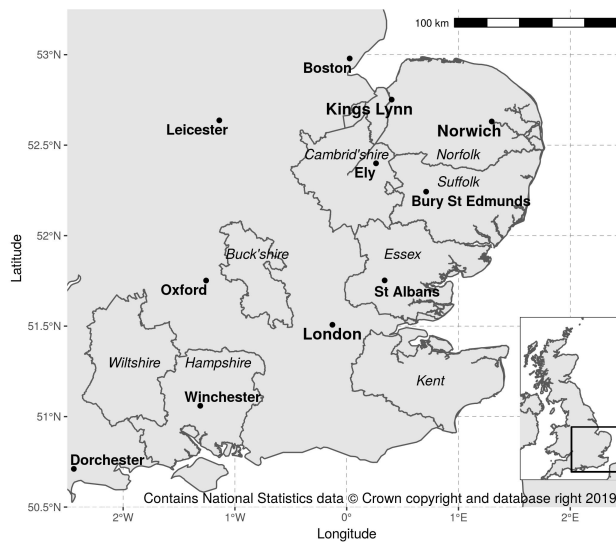 100 km
53°N
Boston
Kings Lynn
Leicester
Norwich
52.5°N
Cambrid'shire
Norfolk
Ely
Suffolk
Bury St Edmunds
52°N
Buck'shire
Essex
Latitude
Oxford
St Albans
51.5°N
London
Wiltshire
Hampshire
Kent
Winchester
51°N
Dorchester
Contains National Statistics data © Crown copyright and database right 2019
50.5°N
2°W
1°W
0°
1°E
2°E
Longitude